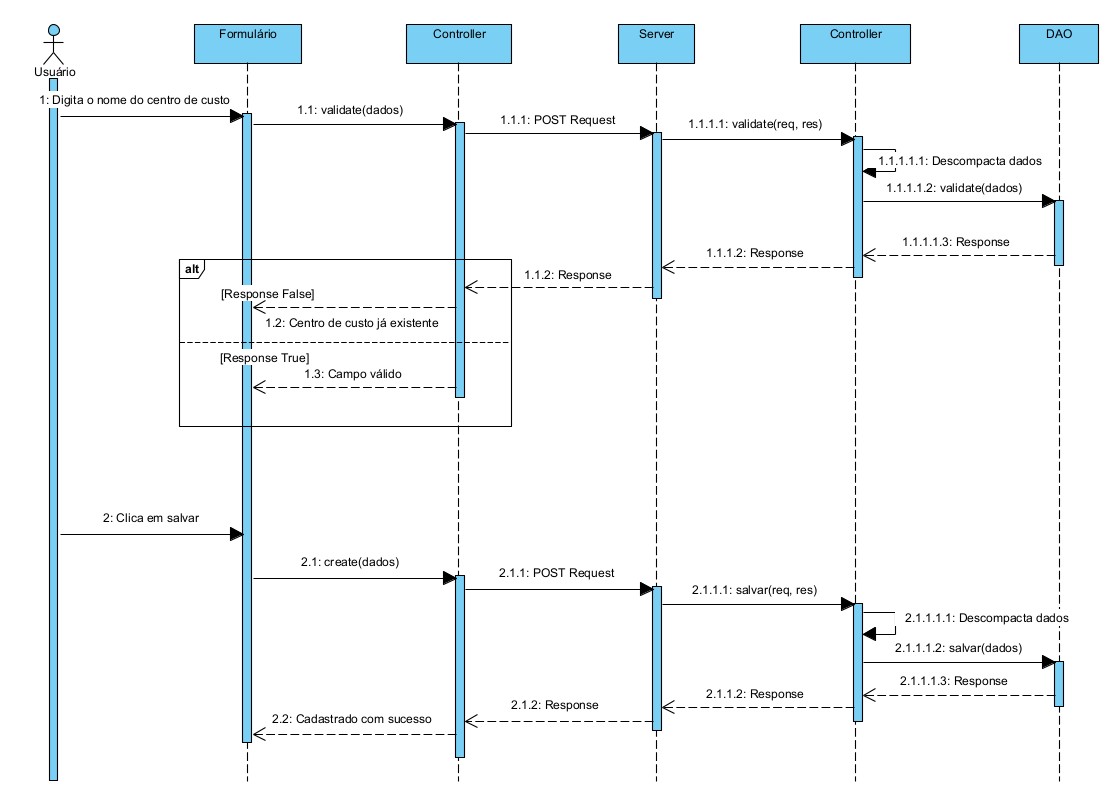 Usuário
Formulário
Controller
Server
Controller
DAO
1: Digita o nome do centro de custo
1.1: validate(dados)
1.1.1: POST Request
1.1.1.1: validate(req, res)
1.1.1.1.1: Descompacta dados
1.1.1.1.2: validate(dados)
1.1.1.1.3: Response
1.1.1.2: Response
1.1.2: Response
alt
[Response False]
1.2: Centro de custo já existente
[Response True]
1.3: Campo válido
2: Clica em salvar
2.1: create(dados)
2.1.1: POST Request
2.1.1.1: salvar(req, res)
2.1.1.1.1: Descompacta dados
2.1.1.1.2: salvar(dados)
2.1.1.1.3: Response
2.1.1.2: Response
2.1.2: Response
2.2: Cadastrado com sucesso